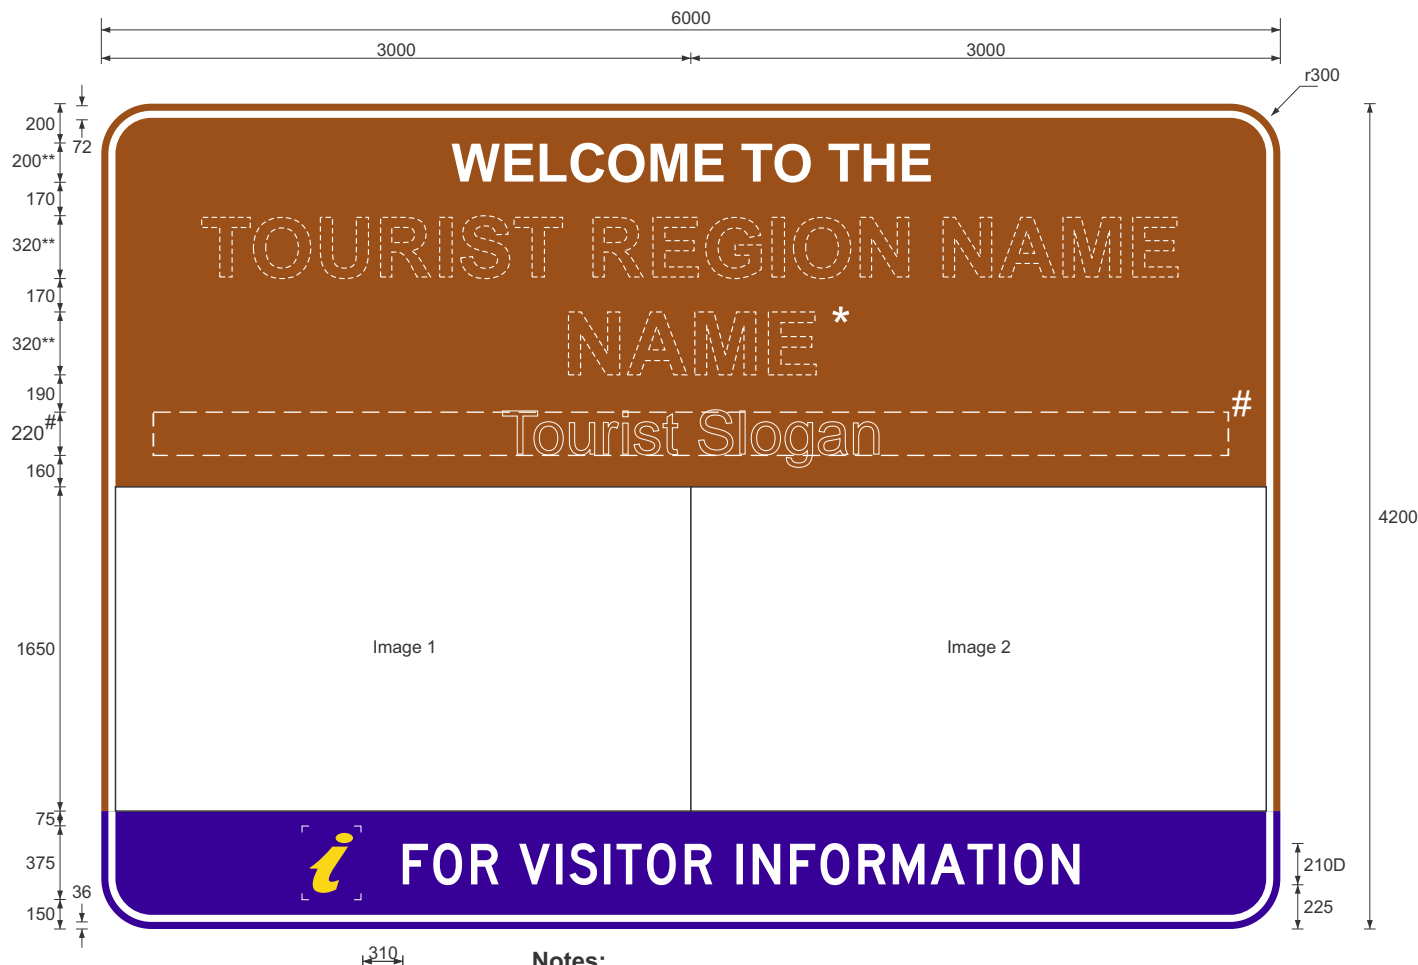 6000
3000 3000
r300
200
72
200**
WELCOME TO THE
170
320**
TOURIST REGION NAME
170
320**
NAME *
190
#
220#
Tourist Slogan
160
4200
1650
Image 1 Image 2
75
375
i FOR VISITOR INFORMATION
210D
36
150
225
310
Notes: